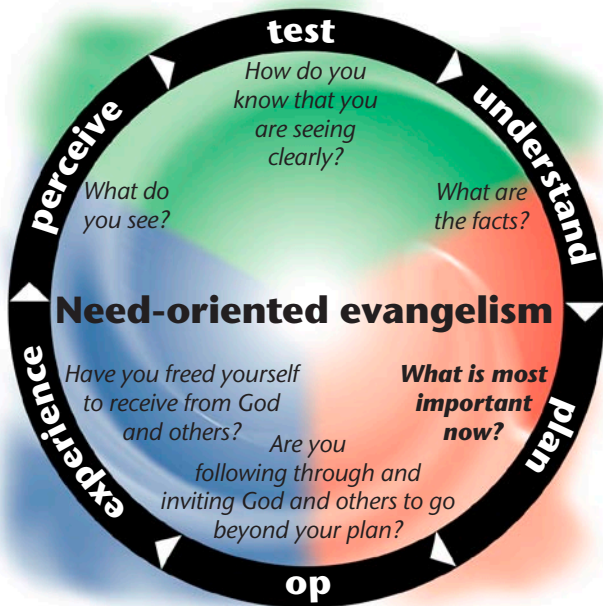 test
How do you
know that you
are seeing
clearly?
perceive
What do
you see?
understand
What are
the facts?
Need-oriented evangelism
experience
Have you freed yourself
to receive from God
and others?
What is most
important
now?
plan
Are you
following through and
inviting God and others to go
beyond your plan?
do